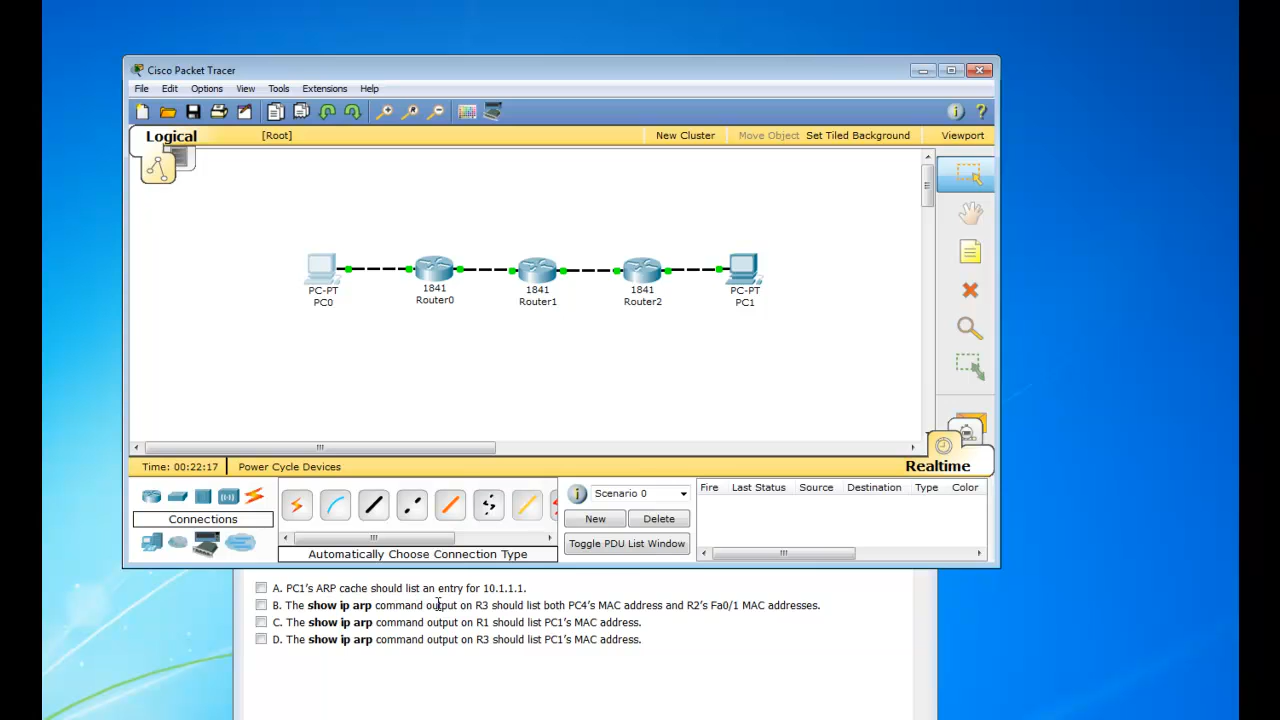 Cisco Packet Tracer
File Edit Options View Tools Extensions Help
Logical [Root] New Cluster Move Object Set Tiled Background Viewport
PC-PT
PC0
1841
Router0
1841
Router1
1841
Router2
PC-PT
PC1
Time: 00:22:17 Power Cycle Devices Realtime
Connections
Automatically Choose Connection Type
Scenario 0
New Delete
Toggle PDU List Window
Fire Last Status Source Destination Type Color
A. PC1's ARP cache should list an entry for 10.1.1.1.
B. The show ip arp command output on R3 should list both PC4's MAC address and R2's Fa0/1 MAC addresses.
C. The show ip arp command output on R1 should list PC1's MAC address.
D. The show ip arp command output on R3 should list PC1's MAC address.